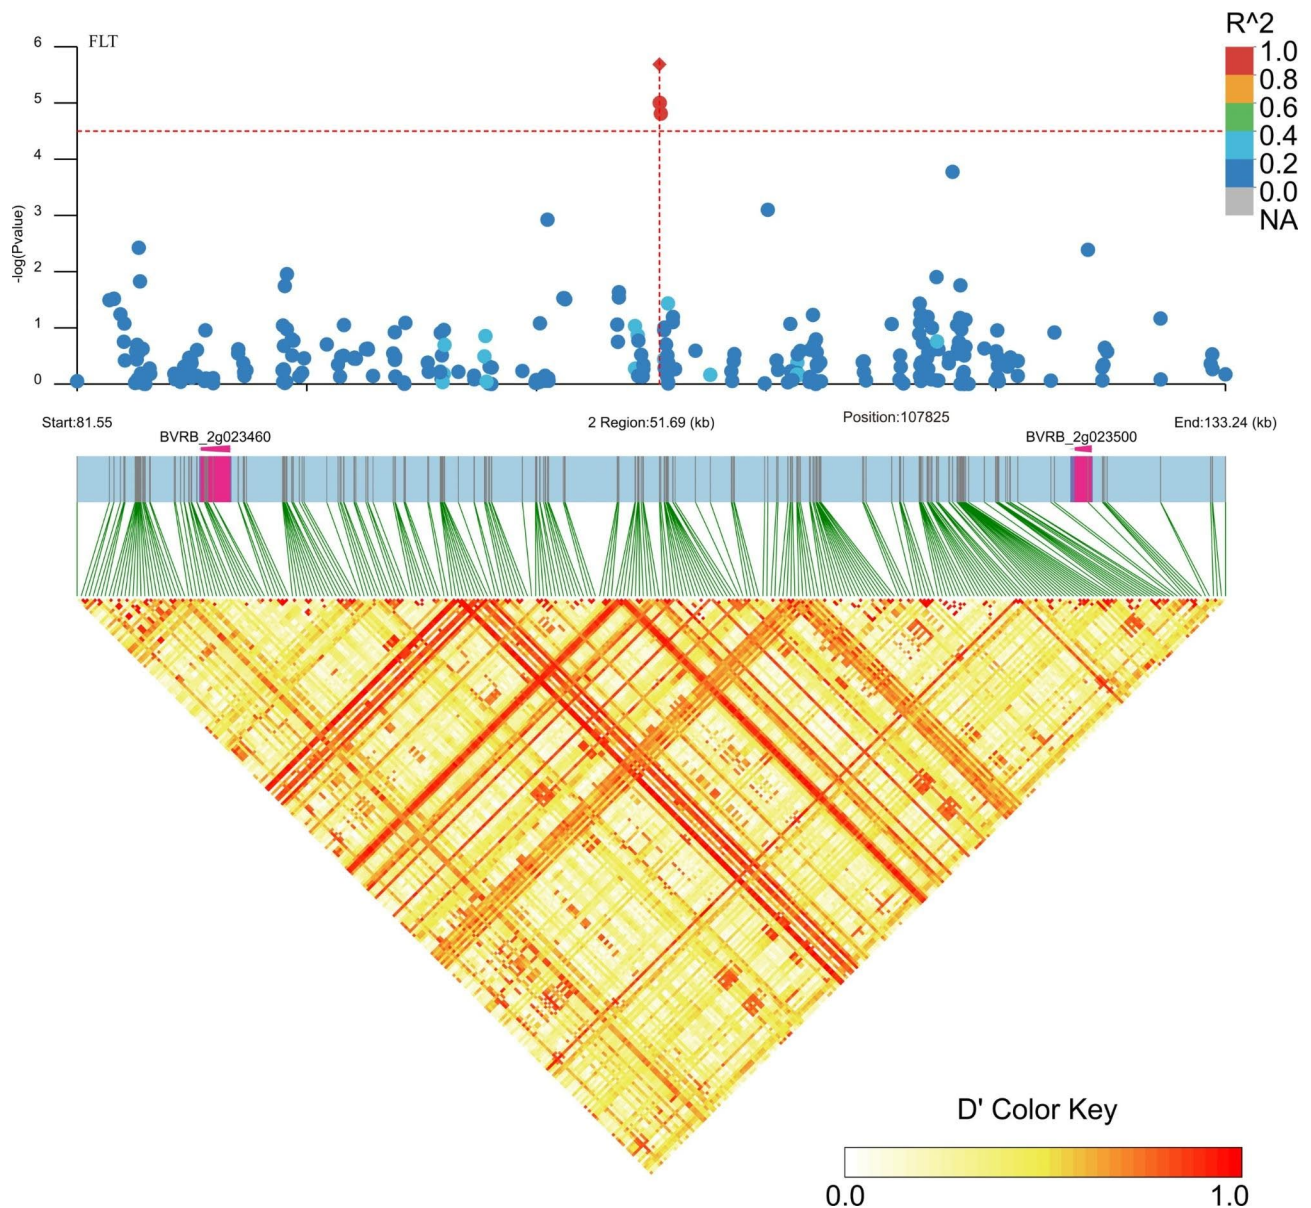 FLT
R^2
1.0
0.8
0.6
0.4
0.2
0.0
NA
6
5
4
3
2
1
0
-log(Pvalue)
Start:81.55
2 Region:51.69 (kb)
Position:107825
End:133.24 (kb)
BVRB_2g023460
BVRB_2g023500
D' Color Key
0.0
1.0